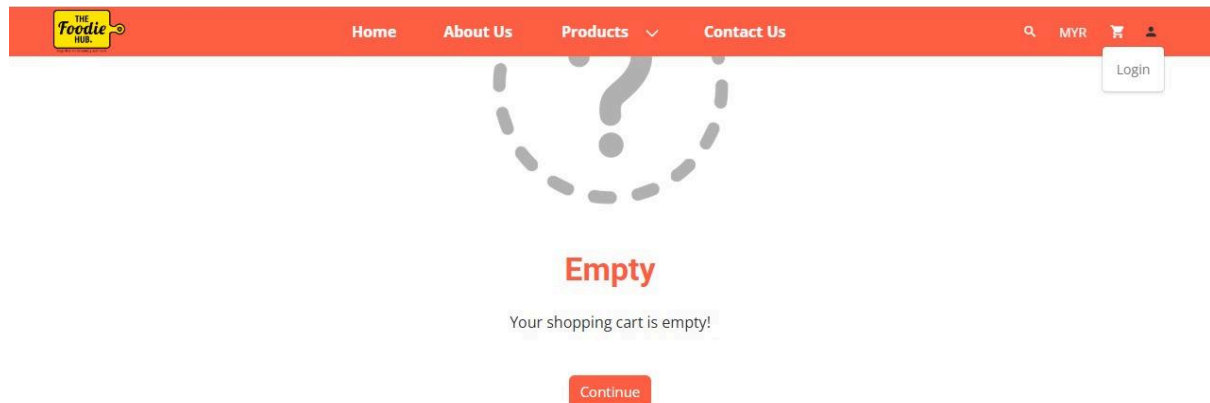 THE
Foodie
HUB.
Home About Us Products Contact Us MYR
Login
?
Empty
Your shopping cart is empty!
Continue